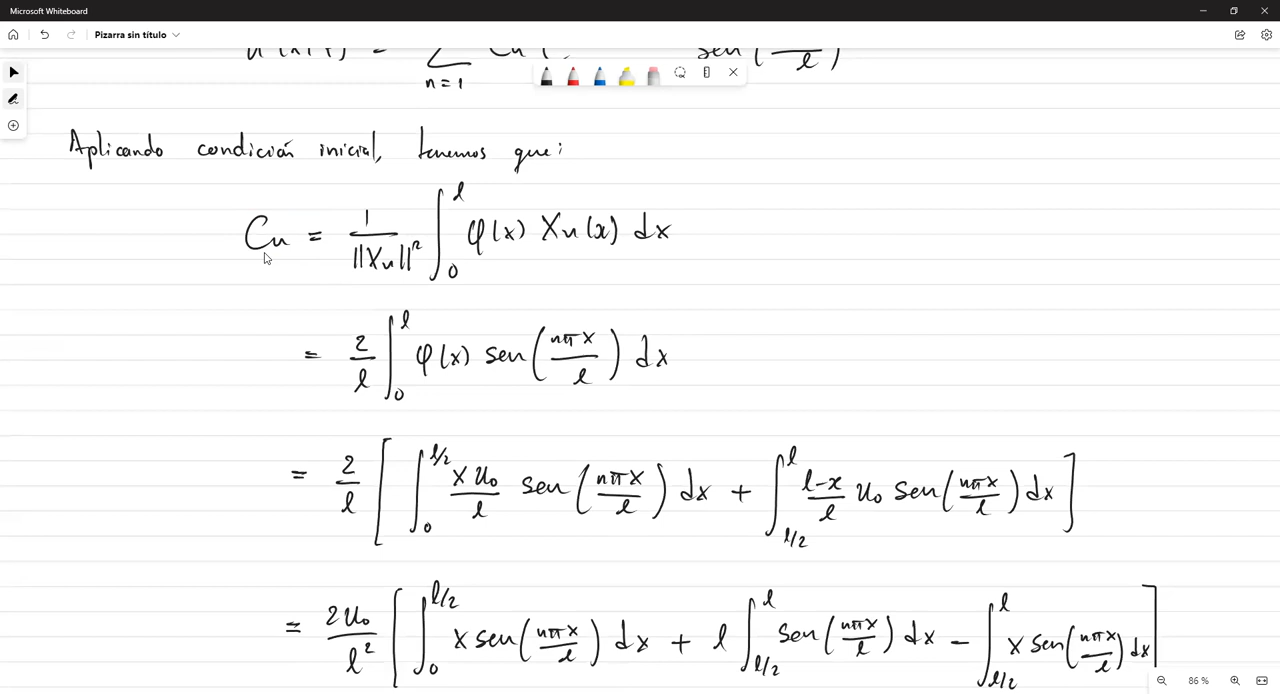 Microsoft Whiteboard
Pizarra sin título
n=1
sen( l )
Aplicando condición inicial, tenemos que:
Cn = 1/||Xn||² ∫₀^l φ(x) Xn(x) dx
= 2/l ∫₀^l φ(x) sen(nπx/l) dx
= 2/l [ ∫₀^{l/2} x u₀/l sen(nπx/l) dx + ∫_{l/2}^l l-x/l u₀ sen(nπx/l) dx ]
= 2u₀/l² [ ∫₀^{l/2} x sen(nπx/l) dx + l ∫_{l/2}^l sen(nπx/l) dx − ∫_{l/2}^l x sen(nπx/l) dx ]
86 %